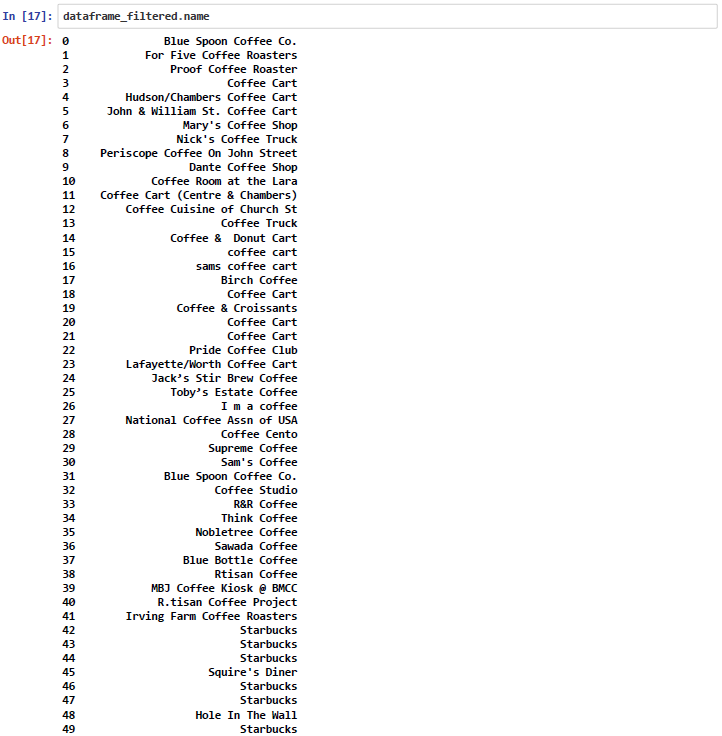 In [17]: dataframe_filtered.name
Out[17]: 0 Blue Spoon Coffee Co.
1 For Five Coffee Roasters
2 Proof Coffee Roaster
3 Coffee Cart
4 Hudson/Chambers Coffee Cart
5 John & William St. Coffee Cart
6 Mary's Coffee Shop
7 Nick's Coffee Truck
8 Periscope Coffee On John Street
9 Dante Coffee Shop
10 Coffee Room at the Lara
11 Coffee Cart (Centre & Chambers)
12 Coffee Cuisine of Church St
13 Coffee Truck
14 Coffee &  Donut Cart
15 coffee cart
16 sams coffee cart
17 Birch Coffee
18 Coffee Cart
19 Coffee & Croissants
20 Coffee Cart
21 Coffee Cart
22 Pride Coffee Club
23 Lafayette/Worth Coffee Cart
24 Jack’s Stir Brew Coffee
25 Toby’s Estate Coffee
26 I m a coffee
27 National Coffee Assn of USA
28 Coffee Cento
29 Supreme Coffee
30 Sam's Coffee
31 Blue Spoon Coffee Co.
32 Coffee Studio
33 R&R Coffee
34 Think Coffee
35 Nobletree Coffee
36 Sawada Coffee
37 Blue Bottle Coffee
38 Rtisan Coffee
39 MBJ Coffee Kiosk @ BMCC
40 R.tisan Coffee Project
41 Irving Farm Coffee Roasters
42 Starbucks
43 Starbucks
44 Starbucks
45 Squire's Diner
46 Starbucks
47 Starbucks
48 Hole In The Wall
49 Starbucks